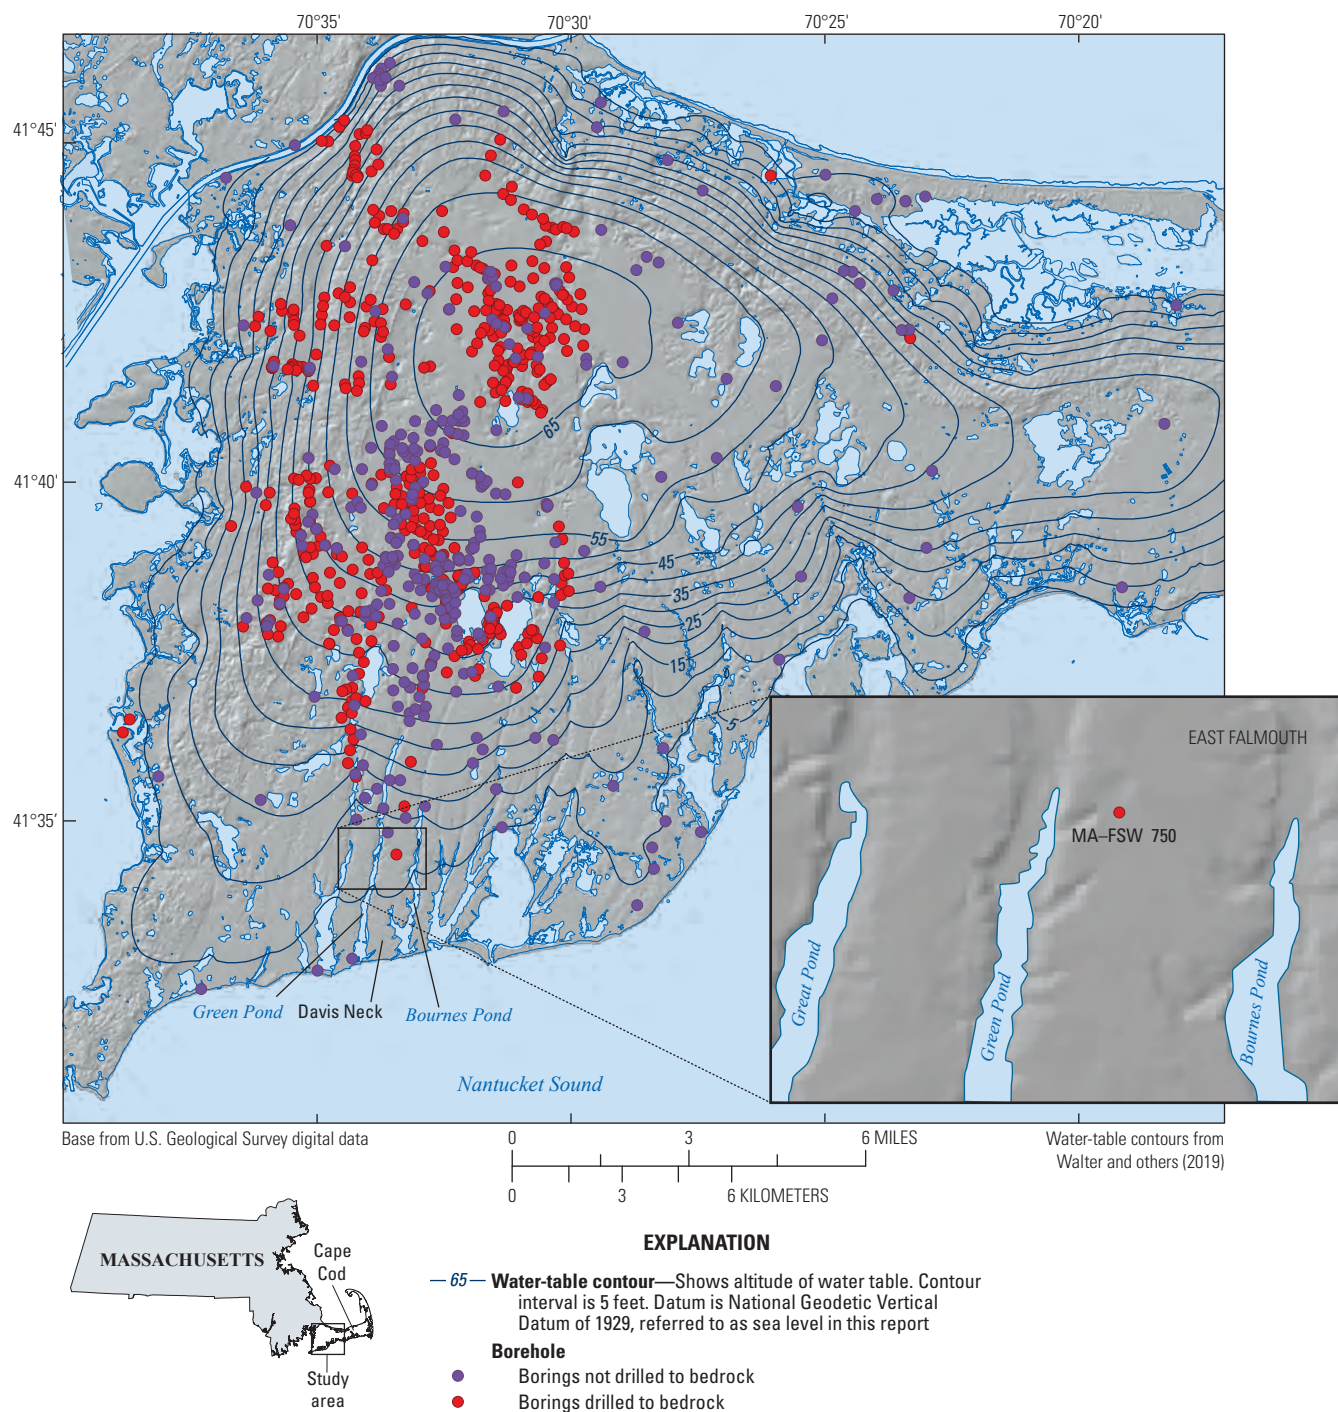 70°35'
70°30'
70°25'
70°20'
41°45'
41°40'
41°35'
65
55
45
35
25
15
5
EAST FALMOUTH
MA–FSW 750
Great Pond
Green Pond
Bournes Pond
Green Pond
Davis Neck
Bournes Pond
Nantucket Sound
Base from U.S. Geological Survey digital data
0 3 6 MILES
0 3 6 KILOMETERS
Water-table contours from
Walter and others (2019)
MASSACHUSETTS
Cape
Cod
Study
area
EXPLANATION
65 Water-table contour—Shows altitude of water table. Contour
interval is 5 feet. Datum is National Geodetic Vertical
Datum of 1929, referred to as sea level in this report
Borehole
Borings not drilled to bedrock
Borings drilled to bedrock